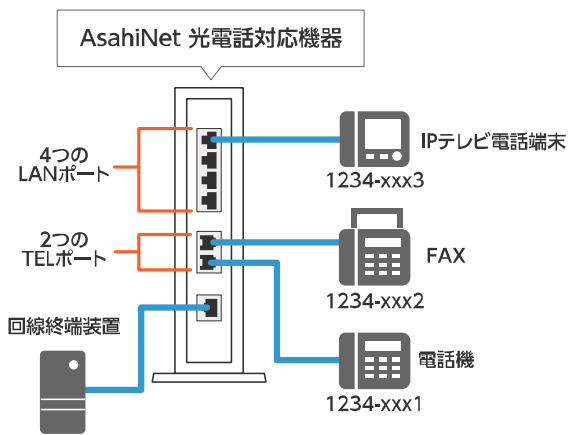 AsahiNet 光電話対応機器
4つの
LANポート
IPテレビ電話端末
1234-xxx3
2つの
TELポート
FAX
1234-xxx2
回線終端装置
電話機
1234-xxx1